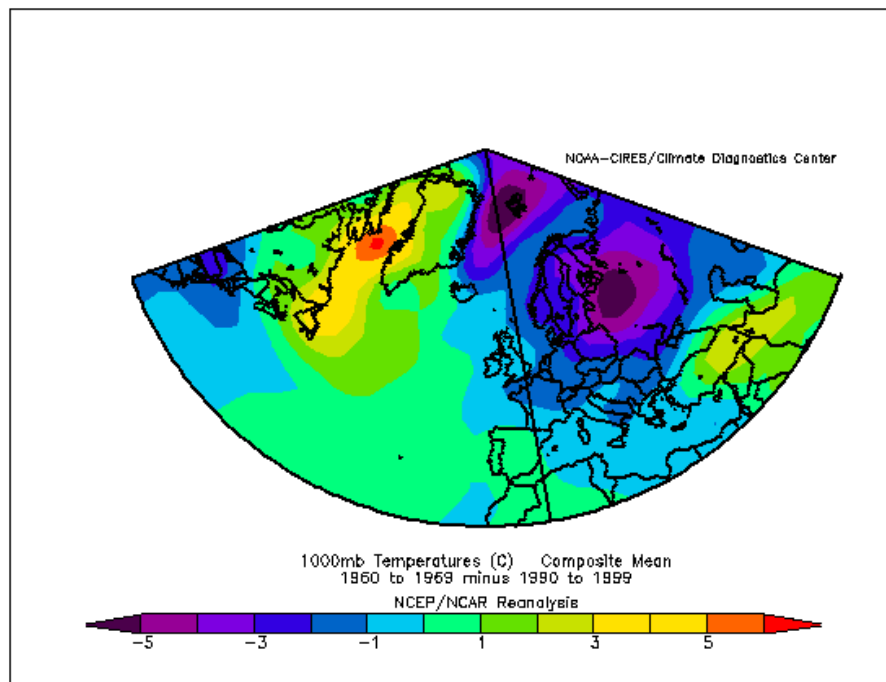 NOAA-CIRES/Climate Diagnostics Center
1000mb Temperatures (C) Composite Mean
1960 to 1969 minus 1990 to 1999
NCEP/NCAR Reanalysis
-5 -3 -1 1 3 5